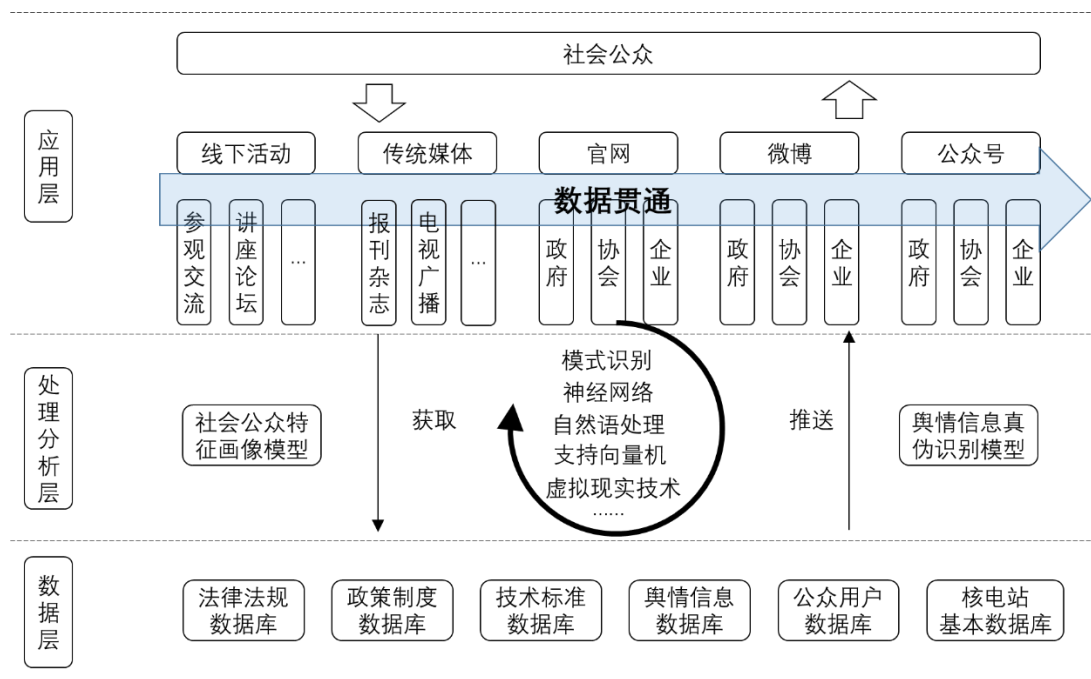 应用层
社会公众
线下活动
传统媒体
官网
微博
公众号
数据贯通
参观交流
讲座论坛
...
报刊杂志
电视广播
...
政府
协会
企业
政府
协会
企业
政府
协会
企业
处理分析层
社会公众特
征画像模型
获取
模式识别
神经网络
自然语处理
支持向量机
虚拟现实技术
……
推送
舆情信息真
伪识别模型
数据层
法律法规
数据库
政策制度
数据库
技术标准
数据库
舆情信息
数据库
公众用户
数据库
核电站
基本数据库